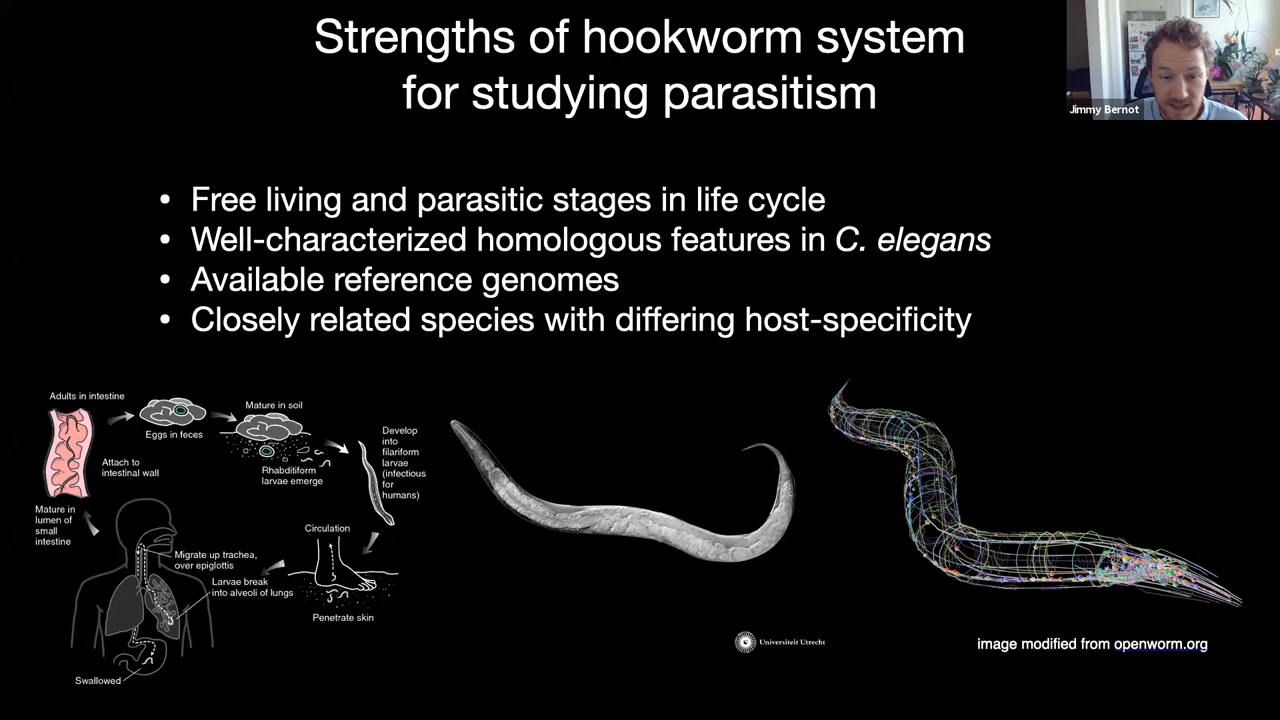 Strengths of hookworm system
for studying parasitism
Jimmy Bernot
• Free living and parasitic stages in life cycle
• Well-characterized homologous features in C. elegans
• Available reference genomes
• Closely related species with differing host-specificity
Adults in intestine
Eggs in feces
Mature in soil
Rhabditiform
larvae emerge
Develop
into
filariform
larvae
(infectious
for
humans)
Attach to
intestinal wall
Mature in
lumen of
small
intestine
Circulation
Migrate up trachea,
over epiglottis
Larvae break
into alveoli of lungs
Penetrate skin
Swallowed
Universiteit Utrecht
image modified from openworm.org